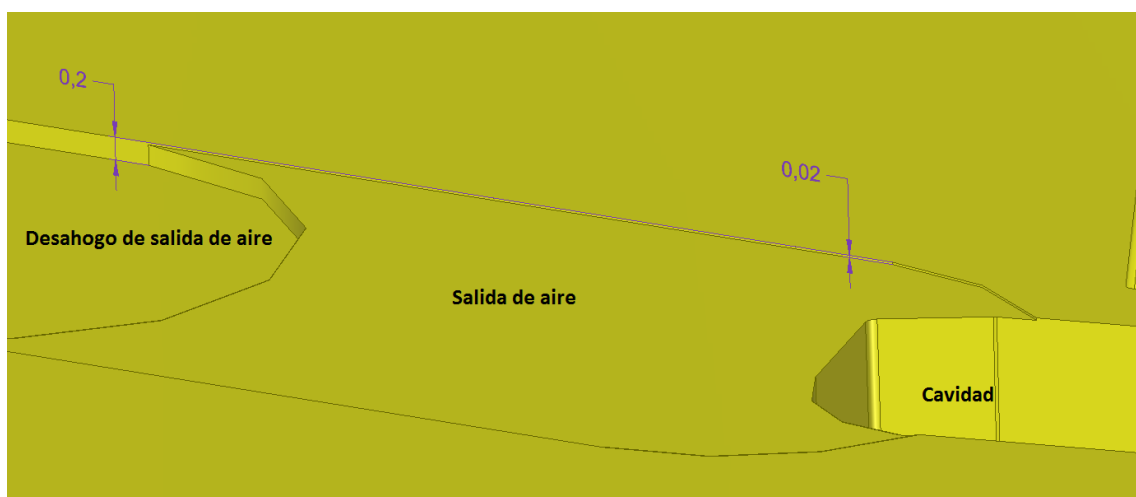 0,2
0,02
Desahogo de salida de aire
Salida de aire
Cavidad